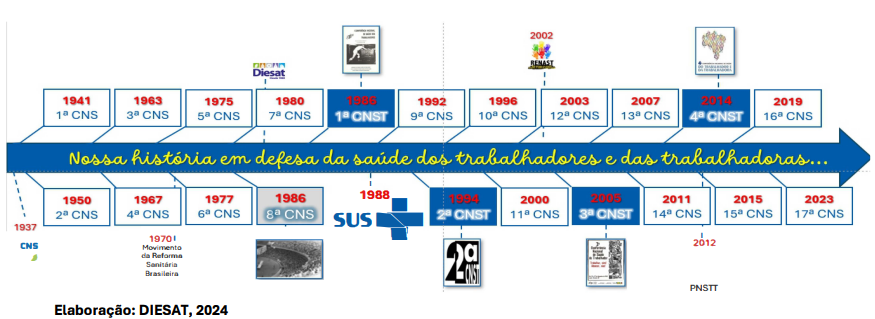 2002
Diesat
RENAST
1941
1ª CNS
1963
3ª CNS
1975
5ª CNS
1980
7ª CNS
1986
1ª CNST
1992
9ª CNS
1996
10ª CNS
2003
12ª CNS
2007
13ª CNS
2014
4ª CNST
2019
16ª CNS
Nossa história em defesa da saúde dos trabalhadores e das trabalhadoras...
1950
2ª CNS
1967
4ª CNS
1977
6ª CNS
1986
8ª CNS
1988
SUS
1994
2ª CNST
2000
11ª CNS
2005
3ª CNST
2011
14ª CNS
2015
15ª CNS
2023
17ª CNS
1937
CNS
1970
Movimento
da Reforma
Sanitária
Brasileira
2ª
CNST
2012
PNSTT
Elaboração: DIESAT, 2024